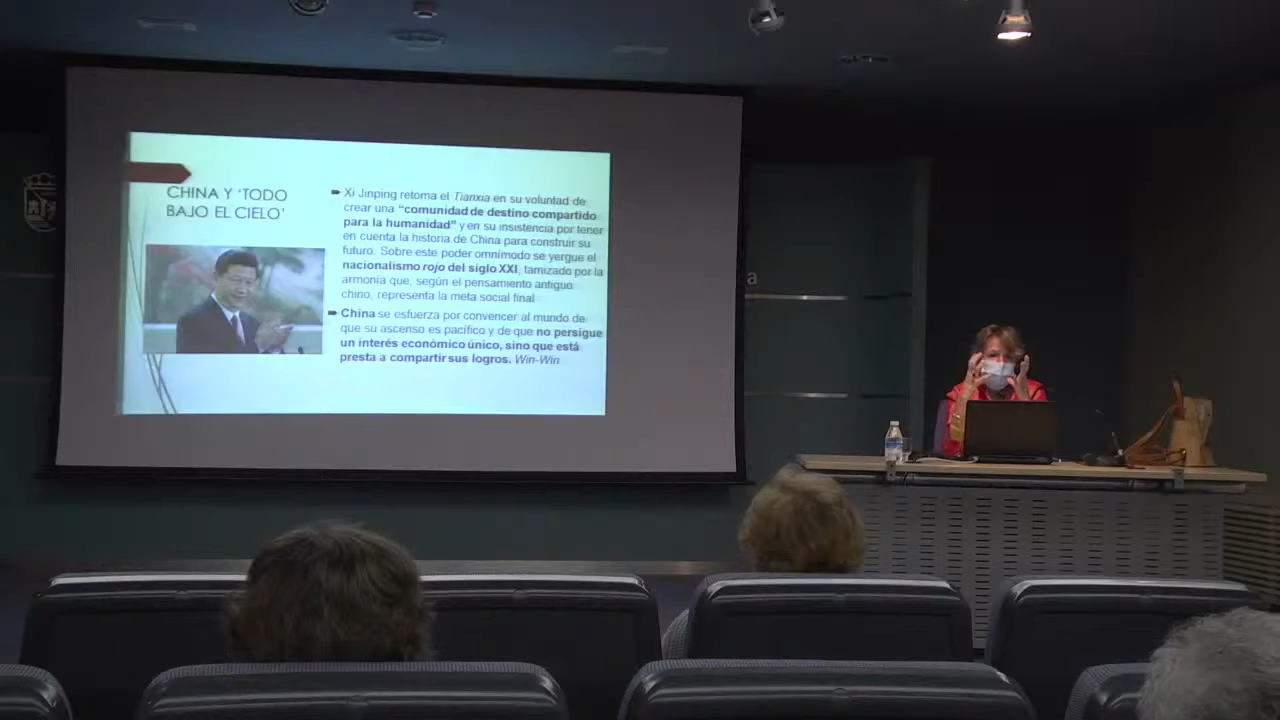 CHINA Y ‘TODO
BAJO EL CIELO’
Xi Jinping retoma el Tianxia en su voluntad de
crear una “comunidad de destino compartido
para la humanidad” y en su insistencia por tener
en cuenta la historia de China para construir su
futuro. Sobre este poder omnímodo se yergue el
nacionalismo rojo del siglo XXI, tamizado por la
armonía que, según el pensamiento antiguo
chino, representa la meta social final
China se esfuerza por convencer al mundo de
que su ascenso es pacífico y de que no persigue
un interés económico único, sino que está
presta a compartir sus logros. Win-Win
a